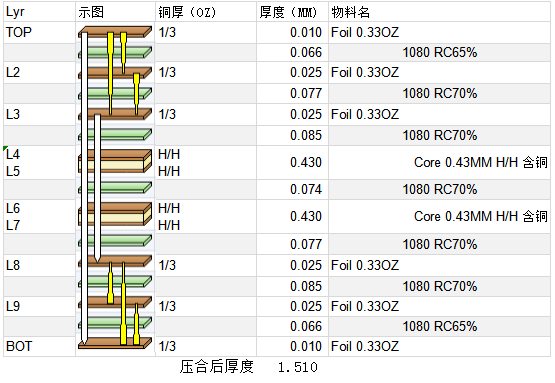 Lyr 示图 铜厚（OZ） 厚度（MM） 物料名
TOP 1/3 0.010 Foil 0.33OZ
0.066 1080 RC65%
L2 1/3 0.025 Foil 0.33OZ
0.077 1080 RC70%
L3 1/3 0.025 Foil 0.33OZ
0.085 1080 RC70%
L4 H/H 0.430 Core 0.43MM H/H 含铜
L5 H/H
0.074 1080 RC70%
L6 H/H 0.430 Core 0.43MM H/H 含铜
L7 H/H
0.077 1080 RC70%
L8 1/3 0.025 Foil 0.33OZ
0.085 1080 RC70%
L9 1/3 0.025 Foil 0.33OZ
0.066 1080 RC65%
BOT 1/3 0.010 Foil 0.33OZ
压合后厚度 1.510